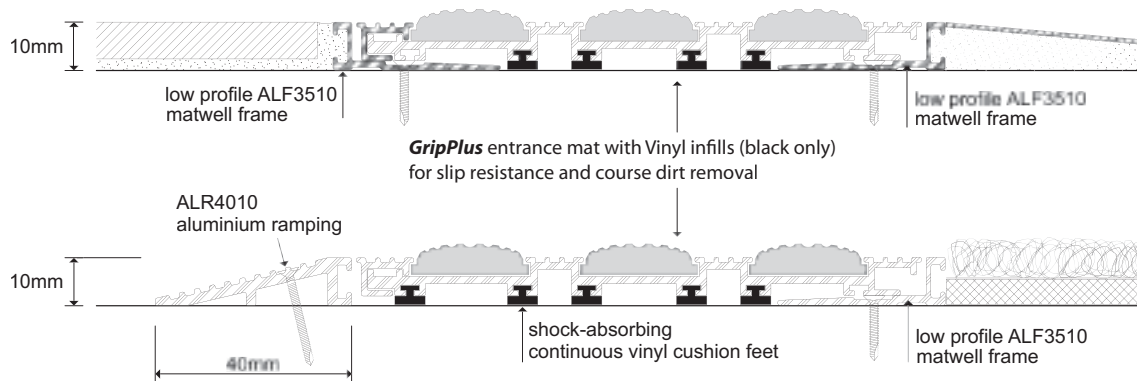 10mm
low profile ALF3510
matwell frame
low profile ALF3510
matwell frame
GripPlus entrance mat with Vinyl infills (black only)
for slip resistance and course dirt removal
ALR4010
aluminium ramping
10mm
shock-absorbing
continuous vinyl cushion feet
low profile ALF3510
matwell frame
40mm